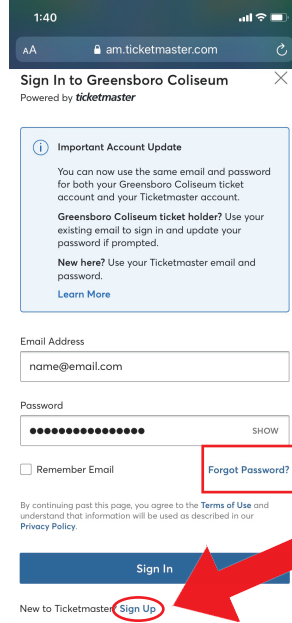 1:40
AA am.ticketmaster.com
Sign In to Greensboro Coliseum
Powered by ticketmaster
Important Account Update
You can now use the same email and password
for both your Greensboro Coliseum ticket
account and your Ticketmaster account.
Greensboro Coliseum ticket holder? Use your
existing email to sign in and update your
password if prompted.
New here? Use your Ticketmaster email and
password.
Learn More
Email Address
name@email.com
Password
●●●●●●●●●●●●●●●● SHOW
Remember Email Forgot Password?
By continuing past this page, you agree to the Terms of Use and
understand that information will be used as described in our
Privacy Policy.
Sign In
New to Ticketmaster Sign Up